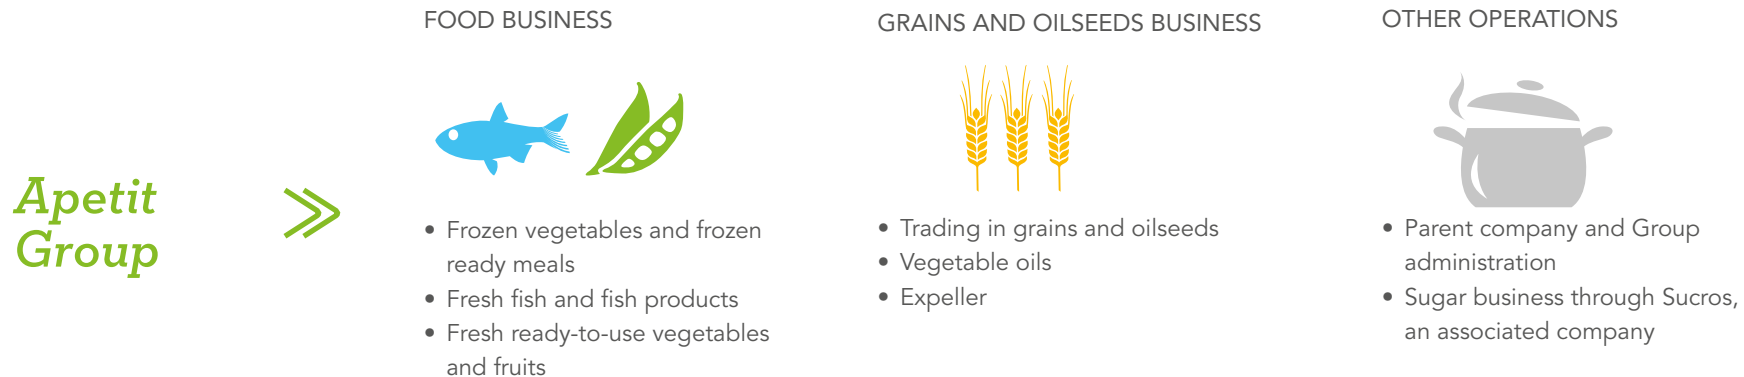 Apetit
Group
FOOD BUSINESS
• Frozen vegetables and frozen
ready meals
• Fresh fish and fish products
• Fresh ready-to-use vegetables
and fruits
GRAINS AND OILSEEDS BUSINESS
• Trading in grains and oilseeds
• Vegetable oils
• Expeller
OTHER OPERATIONS
• Parent company and Group
administration
• Sugar business through Sucros,
an associated company